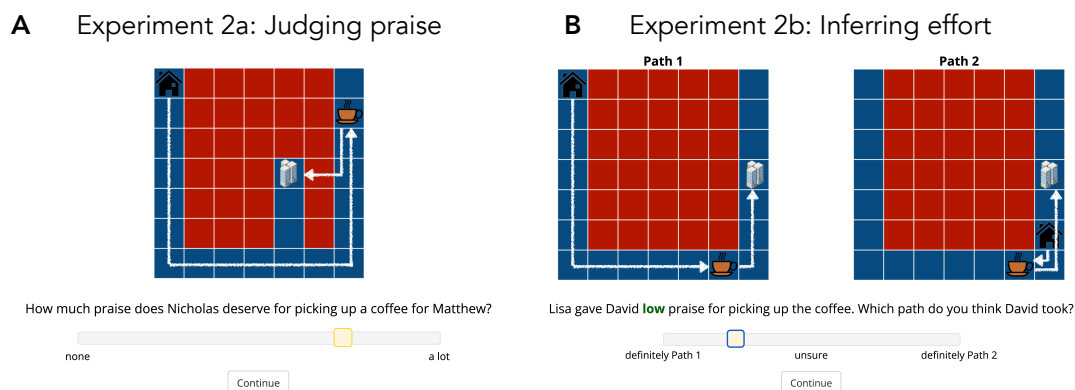 A Experiment 2a: Judging praise
How much praise does Nicholas deserve for picking up a coffee for Matthew?
none a lot
Continue
B Experiment 2b: Inferring effort
Path 1 Path 2
Lisa gave David low praise for picking up the coffee. Which path do you think David took?
definitely Path 1 unsure definitely Path 2
Continue